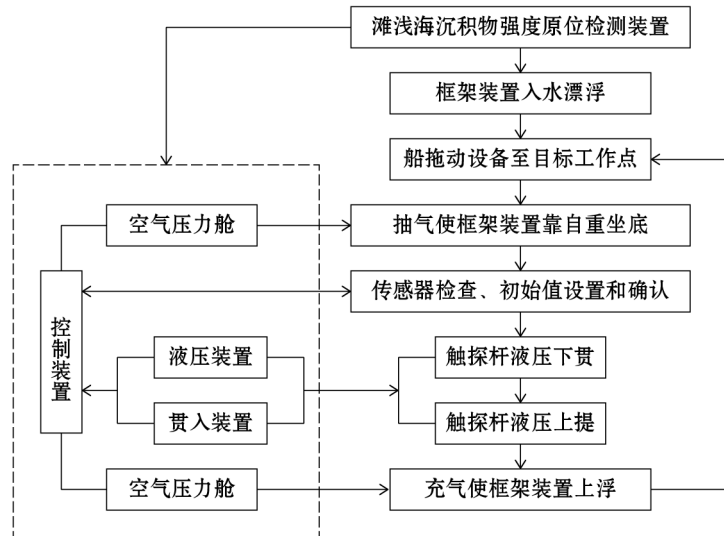 滩浅海沉积物强度原位检测装置
框架装置入水漂浮
船拖动设备至目标工作点
空气压力舱
抽气使框架装置靠自重坐底
传感器检查、初始值设置和确认
控制装置
液压装置
触探杆液压下贯
贯入装置
触探杆液压上提
空气压力舱
充气使框架装置上浮